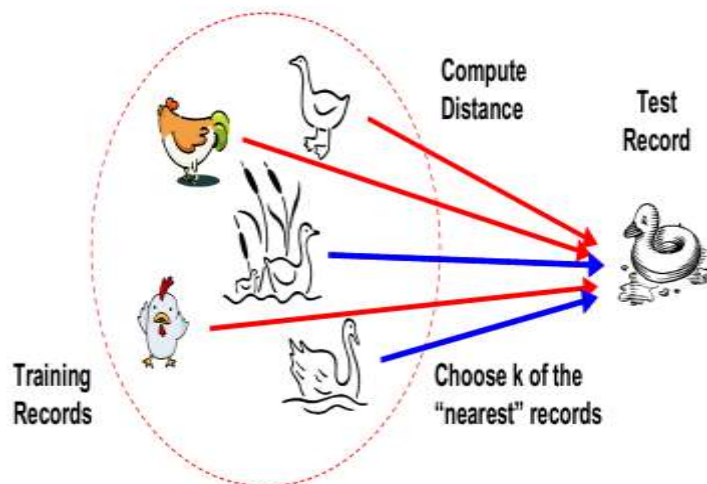 Compute
Distance
Test
Record
Training
Records
Choose k of the
“nearest” records